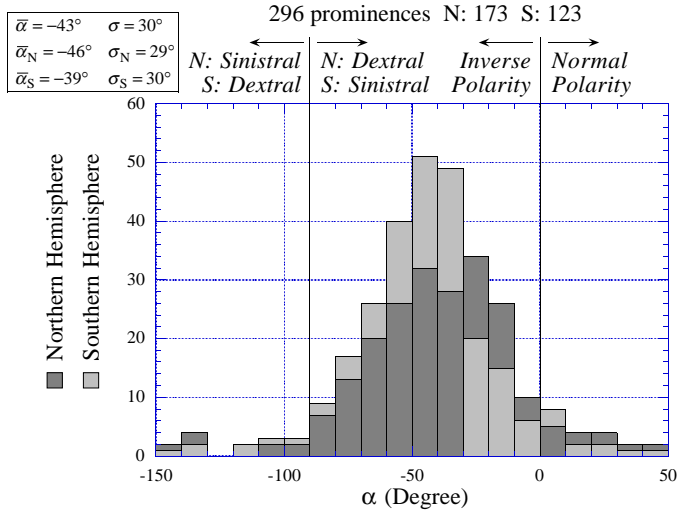 296 prominences N: 173 S: 123
ᾱ = −43° σ = 30°
ᾱN = −46° σN = 29°
ᾱS = −39° σS = 30°
N: Sinistral N: Dextral Inverse Normal
S: Dextral S: Sinistral Polarity Polarity
60
50
40
30
20
10
0
Northern Hemisphere
Southern Hemisphere
-150 -100 -50 0 50
α (Degree)